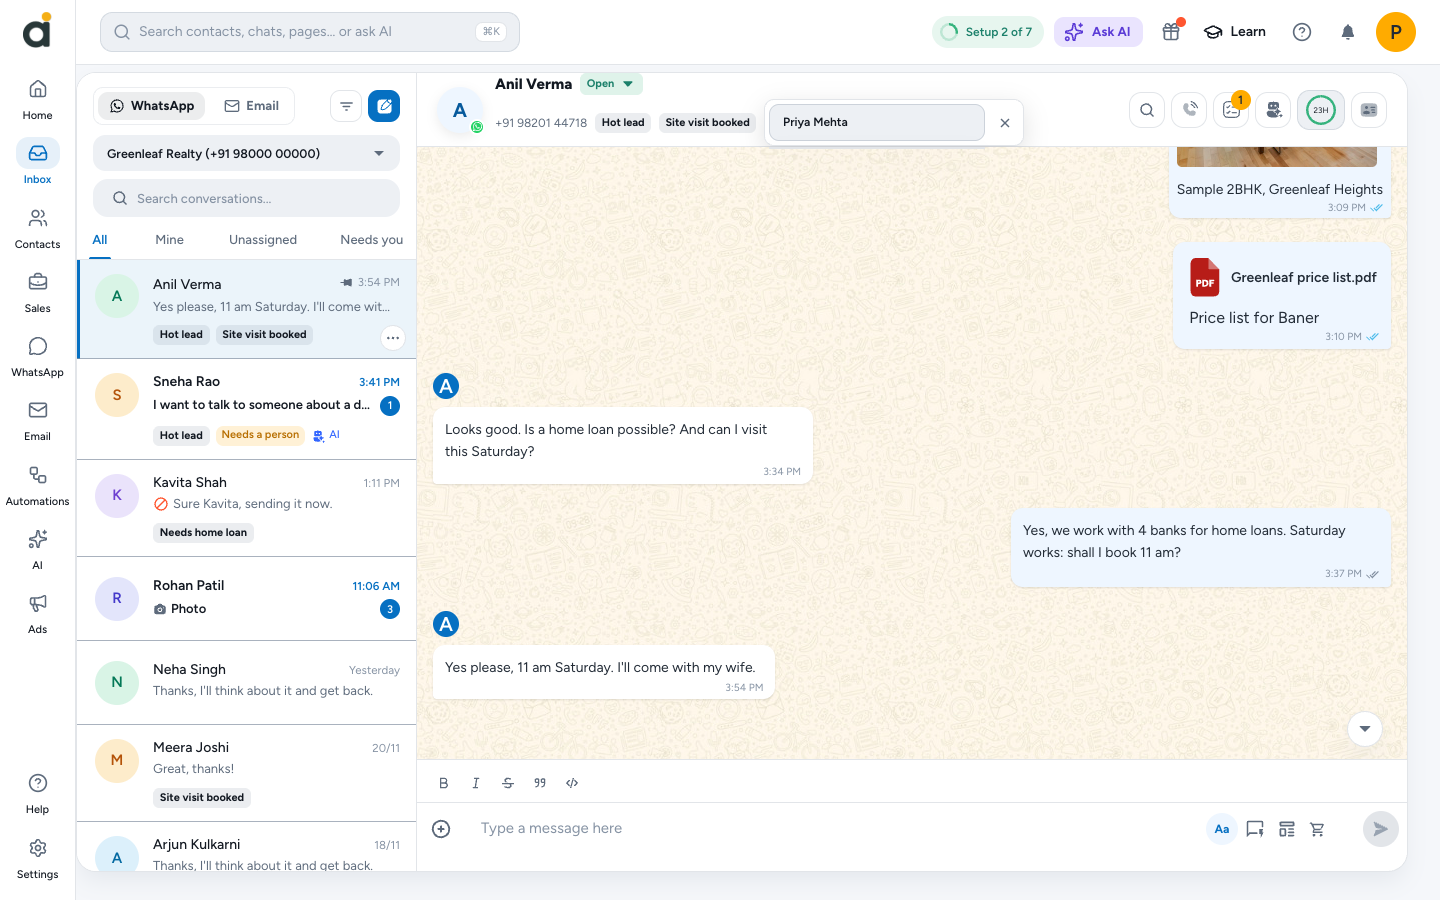 Search contacts, chats, pages... or ask AI
⌘K
Setup 2 of 7
Ask AI
Learn
P
Home
Inbox
Contacts
Sales
WhatsApp
Email
Automations
AI
Ads
Help
Settings
WhatsApp
Email
Greenleaf Realty (+91 98000 00000)
Search conversations...
All
Mine
Unassigned
Needs you
A
Anil Verma
3:54 PM
Yes please, 11 am Saturday. I'll come wit...
Hot lead
Site visit booked
S
Sneha Rao
3:41 PM
I want to talk to someone about a d...
1
Hot lead
Needs a person
AI
K
Kavita Shah
1:11 PM
Sure Kavita, sending it now.
Needs home loan
R
Rohan Patil
11:06 AM
Photo
3
N
Neha Singh
Yesterday
Thanks, I'll think about it and get back.
M
Meera Joshi
20/11
Great, thanks!
Site visit booked
A
Arjun Kulkarni
18/11
Thanks, I'll think about it and get back.
A
Anil Verma
Open
+91 98201 44718
Hot lead
Site visit booked
Priya Mehta
1
23H
Sample 2BHK, Greenleaf Heights
3:09 PM
PDF
Greenleaf price list.pdf
Price list for Baner
3:10 PM
A
Looks good. Is a home loan possible? And can I visit
this Saturday?
3:34 PM
Yes, we work with 4 banks for home loans. Saturday
works: shall I book 11 am?
3:37 PM
A
Yes please, 11 am Saturday. I'll come with my wife.
3:54 PM
B
I
S
Type a message here
Aa